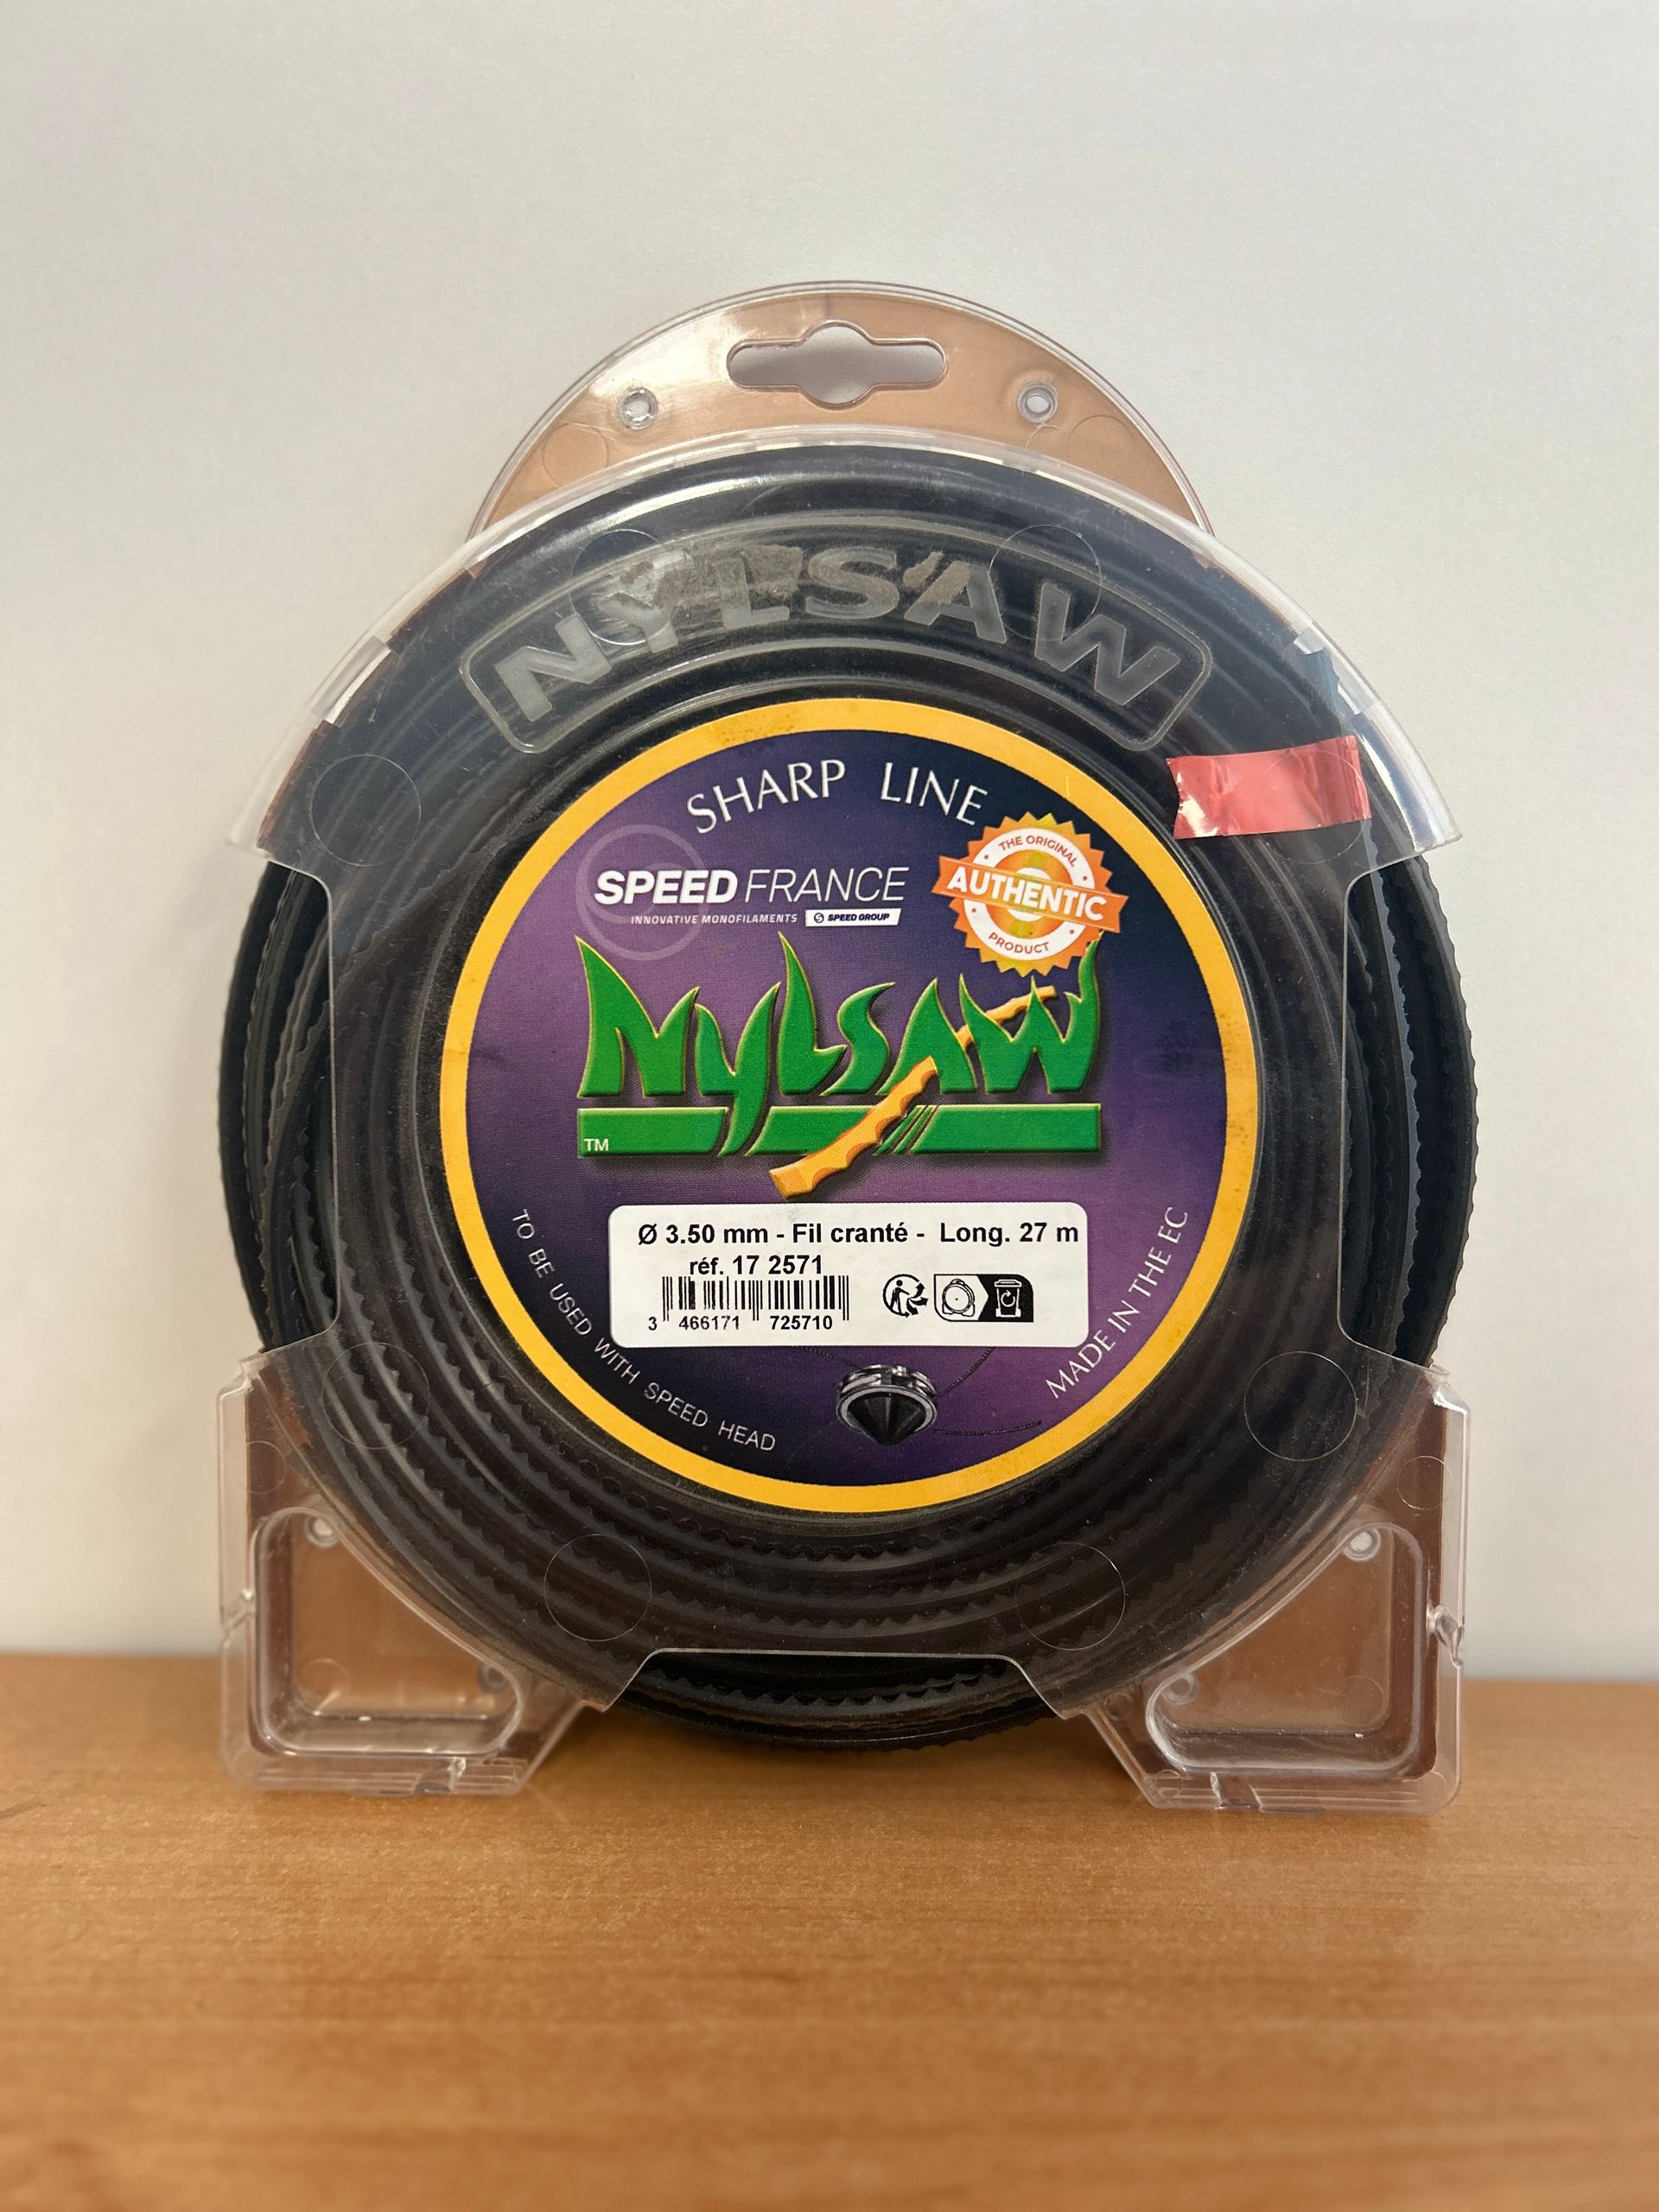 NYLSAW
SHARP LINE
SPEED FRANCE
INNOVATIVE MONOFILAMENTS SPEED GROUP
THE ORIGINAL
AUTHENTIC
PRODUCT
NYLSAW
TM
Ø 3.50 mm - Fil cranté - Long. 27 m
réf. 17 2571
3 466171 725710
TO BE USED WITH SPEED HEAD
MADE IN THE EC